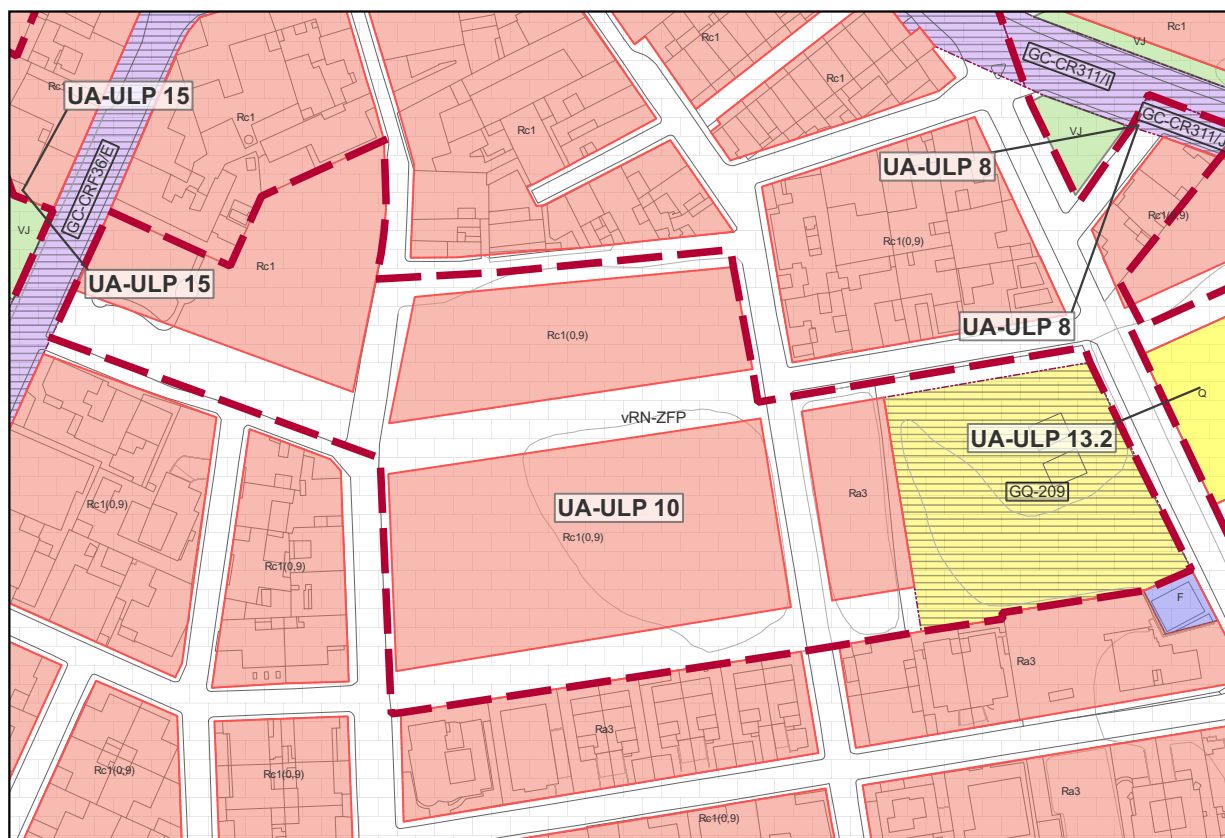 Rc1
VJ
Rc1
GC-CR311/I
Rc1
UA-ULP 15
Rc1
Rc1
GC-CR311/J
VJ
UA-ULP 8
GC-CRF36/E
Rc1(0,9)
VJ
Rc1(0,9)
Rc1
UA-ULP 15
UA-ULP 8
Rc1(0,9)
Q
vRN-ZFP
UA-ULP 13.2
GQ-209
Ra3
Rc1(0,9)
UA-ULP 10
Rc1(0,9)
Rc1(0,9)
F
Ra3
Ra3
Rc1(0,9)
Rc1(0,9)
Ra3
Rc1(0,9)